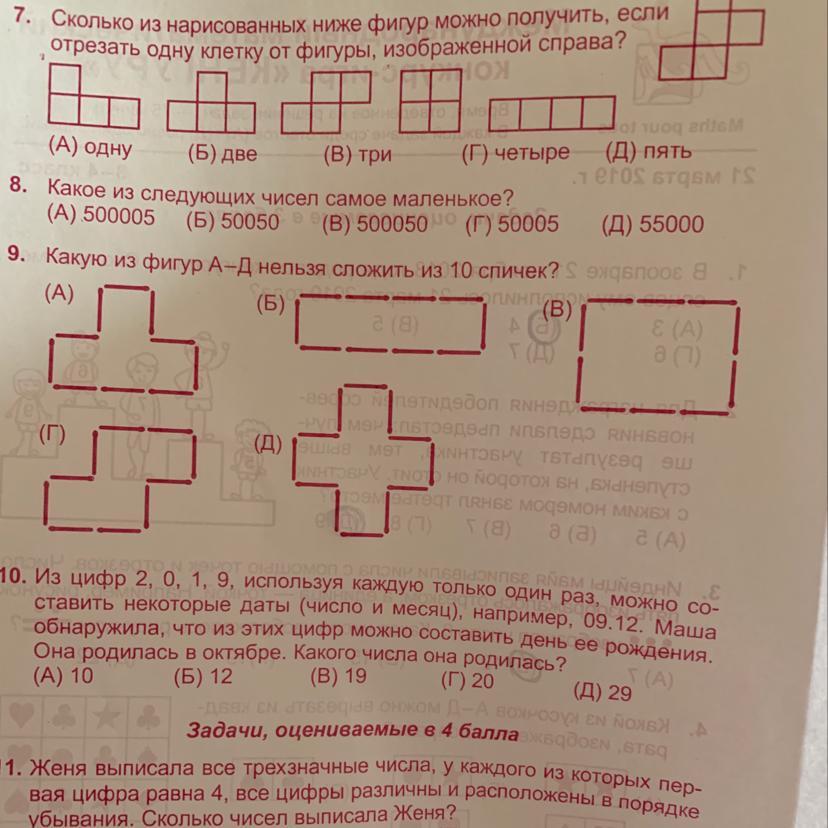 7. Сколько из нарисованных ниже фигур можно получить, если
отрезать одну клетку от фигуры, изображенной справа?
(А) одну (Б) две (В) три (Г) четыре (Д) пять
8. Какое из следующих чисел самое маленькое?
(А) 500005 (Б) 50050 (В) 500050 (Г) 50005 (Д) 55000
9. Какую из фигур А–Д нельзя сложить из 10 спичек?
(А) (Б) (В)
(Г) (Д)
10. Из цифр 2, 0, 1, 9, используя каждую только один раз, можно со-
ставить некоторые даты (число и месяц), например, 09.12. Маша
обнаружила, что из этих цифр можно составить день ее рождения.
Она родилась в октябре. Какого числа она родилась?
(А) 10 (Б) 12 (В) 19 (Г) 20 (Д) 29
Задачи, оцениваемые в 4 балла
11. Женя выписала все трехзначные числа, у каждого из которых пер-
вая цифра равна 4, все цифры различны и расположены в порядке
убывания. Сколько чисел выписала Женя?